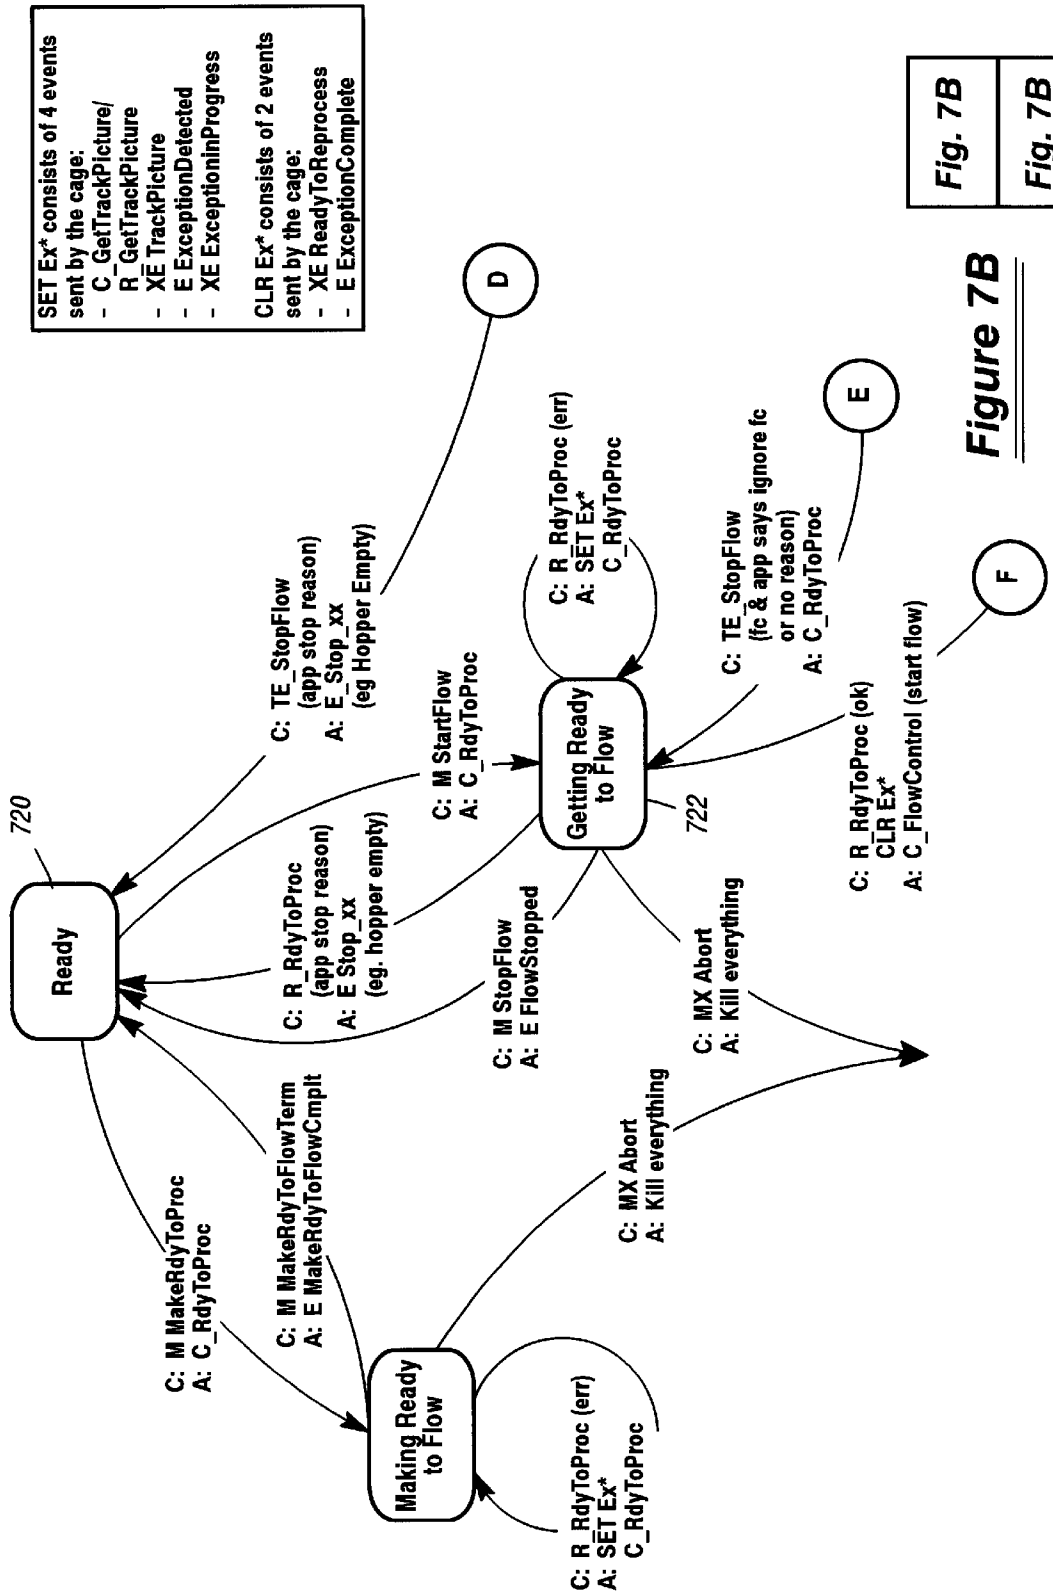 SET Ex* consists of 4 events
sent by the cage:
- C_GetTrackPicture/
R_GetTrackPicture
- XE TrackPicture
- E ExceptionDetected
- XE ExceptioninProgress
CLR Ex* consists of 2 events
sent by the cage:
- XE ReadyToReprocess
- E ExceptionComplete
720
Ready
C: M MakeRdyToProc
A: C_RdyToProc
C: M MakeRdyToFlowTerm
A: E MakeRdyToFlowCmplt
C: R_RdyToProc
(app stop reason)
A: E Stop_xx
(eg. hopper empty)
C: TE_StopFlow
(app stop reason)
A: E_Stop_xx
(eg Hopper Empty)
D
C: M StartFlow
A: C_RdyToProc
C: M StopFlow
A: E FlowStopped
Making Ready
to Flow
Getting Ready
to Flow
722
C: R_RdyToProc (err)
A: SET Ex*
C_RdyToProc
C: R_RdyToProc (err)
A: SET Ex*
C_RdyToProc
C: MX Abort
A: Kill everything
C: MX Abort
A: Kill everything
C: TE_StopFlow
(fc & app says ignore fc
or no reason)
A: C_RdyToProc
E
C: R_RdyToProc (ok)
CLR Ex*
A: C_FlowControl (start flow)
F
Figure 7B
Fig. 7B
Fig. 7B